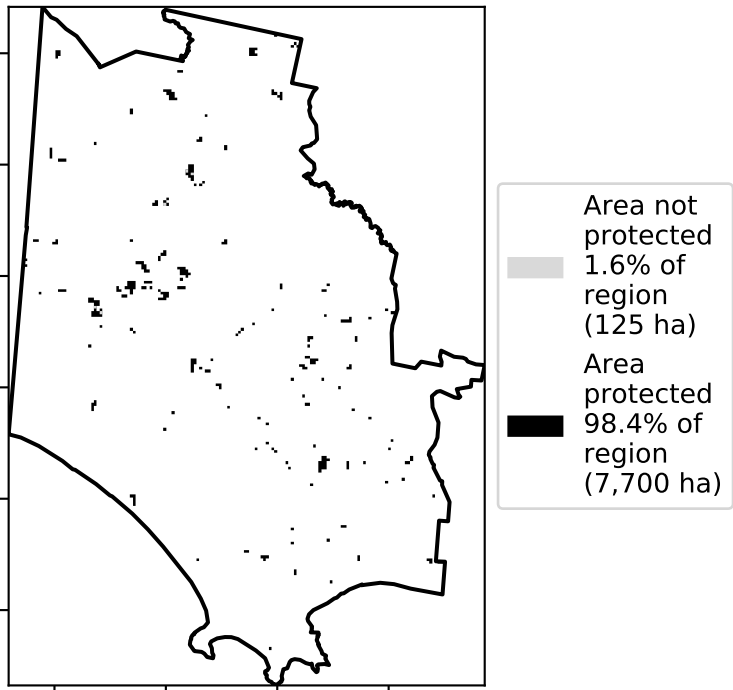 Area not
protected
1.6% of
region
(125 ha)
Area
protected
98.4% of
region
(7,700 ha)